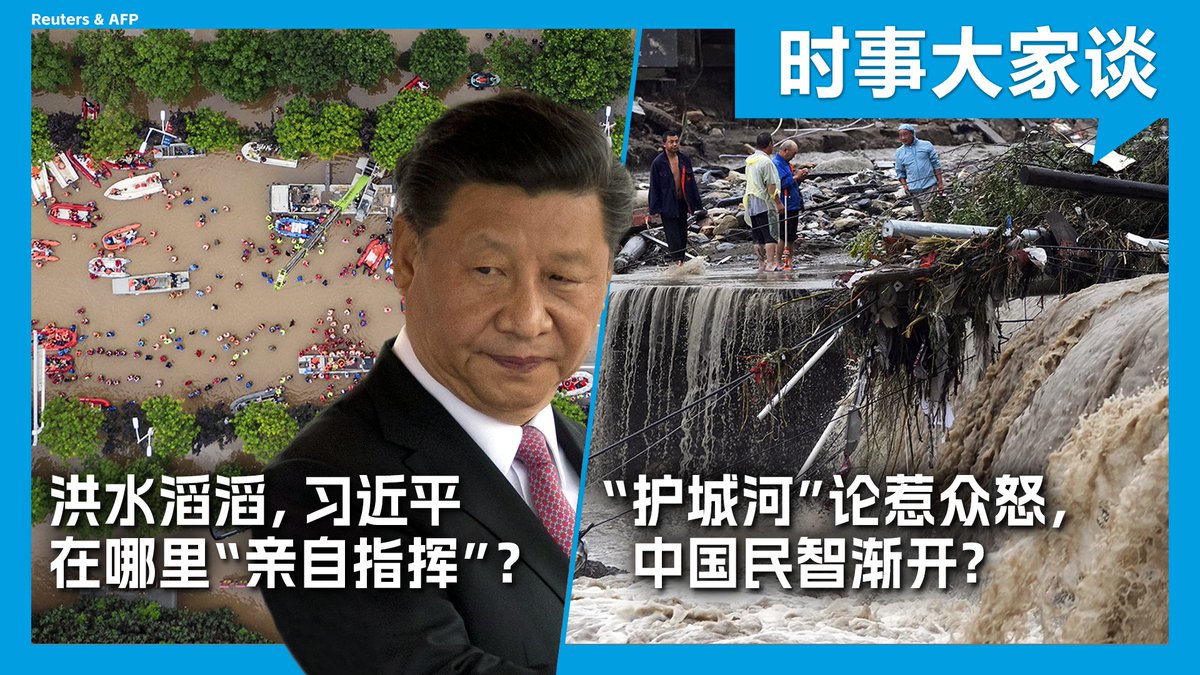 Reuters & AFP
时事大家谈
洪水滔滔, 习近平
在哪里“亲自指挥”?
“护城河”论惹众怒,
中国民智渐开?